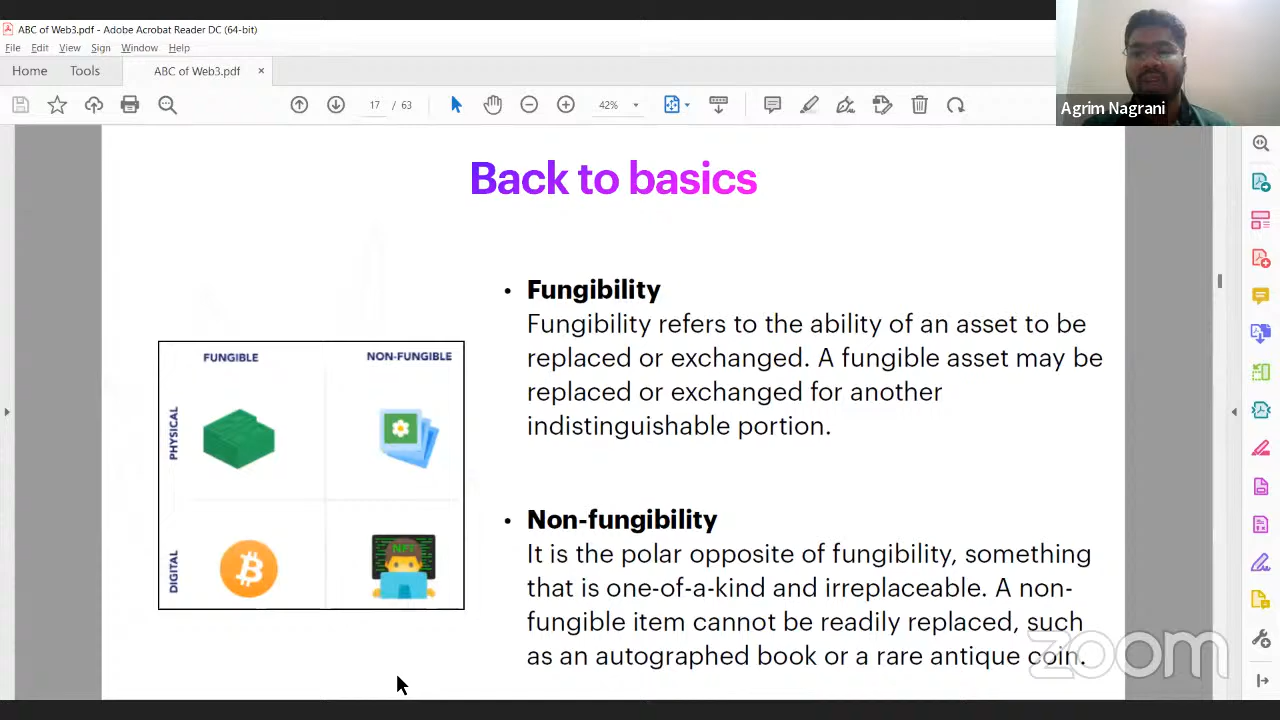 ABC of Web3.pdf - Adobe Acrobat Reader DC (64-bit)
File Edit View Sign Window Help
Home Tools ABC of Web3.pdf ×
17 / 63 42%
Agrim Nagrani
Back to basics
FUNGIBLE NON-FUNGIBLE
PHYSICAL
DIGITAL
NFT
• Fungibility
Fungibility refers to the ability of an asset to be
replaced or exchanged. A fungible asset may be
replaced or exchanged for another
indistinguishable portion.
• Non-fungibility
It is the polar opposite of fungibility, something
that is one-of-a-kind and irreplaceable. A non-
fungible item cannot be readily replaced, such
as an autographed book or a rare antique coin.
zoom